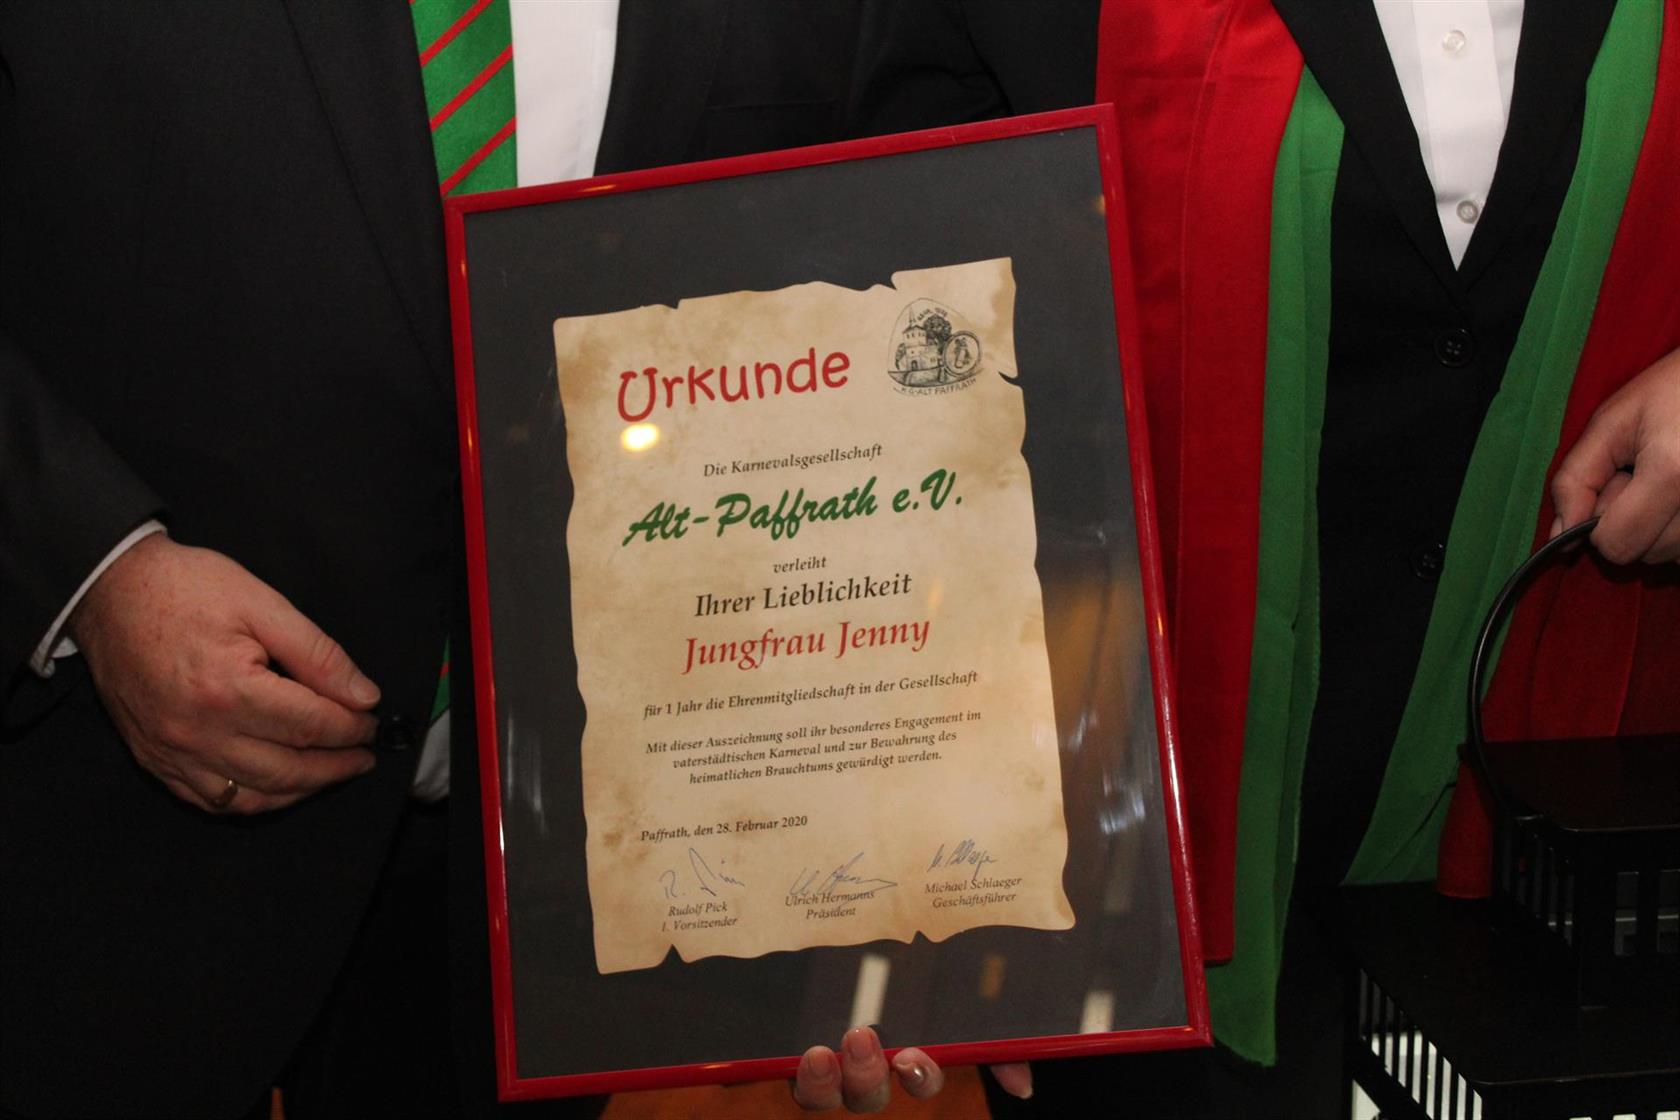 Urkunde
K.G. ALT PAFFRATH
Die Karnevalsgesellschaft
Alt-Paffrath e.V.
verleiht
Ihrer Lieblichkeit
Jungfrau Jenny
für 1 Jahr die Ehrenmitgliedschaft in der Gesellschaft
Mit dieser Auszeichnung soll ihr besonderes Engagement im
vaterstädtischen Karneval und zur Bewahrung des
heimatlichen Brauchtums gewürdigt werden.
Paffrath, den 28. Februar 2020
Rudolf Pick
1. Vorsitzender
Ulrich Hermanns
Präsident
Michael Schlaeger
Geschäftsführer